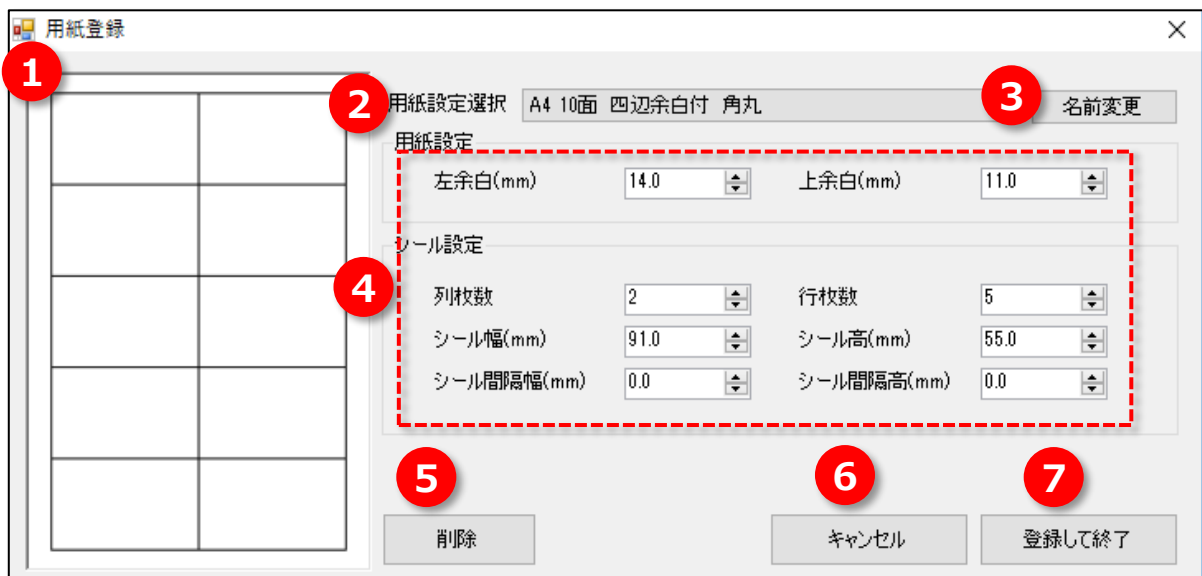 用紙登録
1
2 用紙設定選択 A4 10面 四辺余白付 角丸 3 名前変更
用紙設定
左余白(mm) 14.0 上余白(mm) 11.0
シール設定
4
列枚数 2 行枚数 5
シール幅(mm) 91.0 シール高(mm) 55.0
シール間隔幅(mm) 0.0 シール間隔高(mm) 0.0
5 6 7
削除 キャンセル 登録して終了